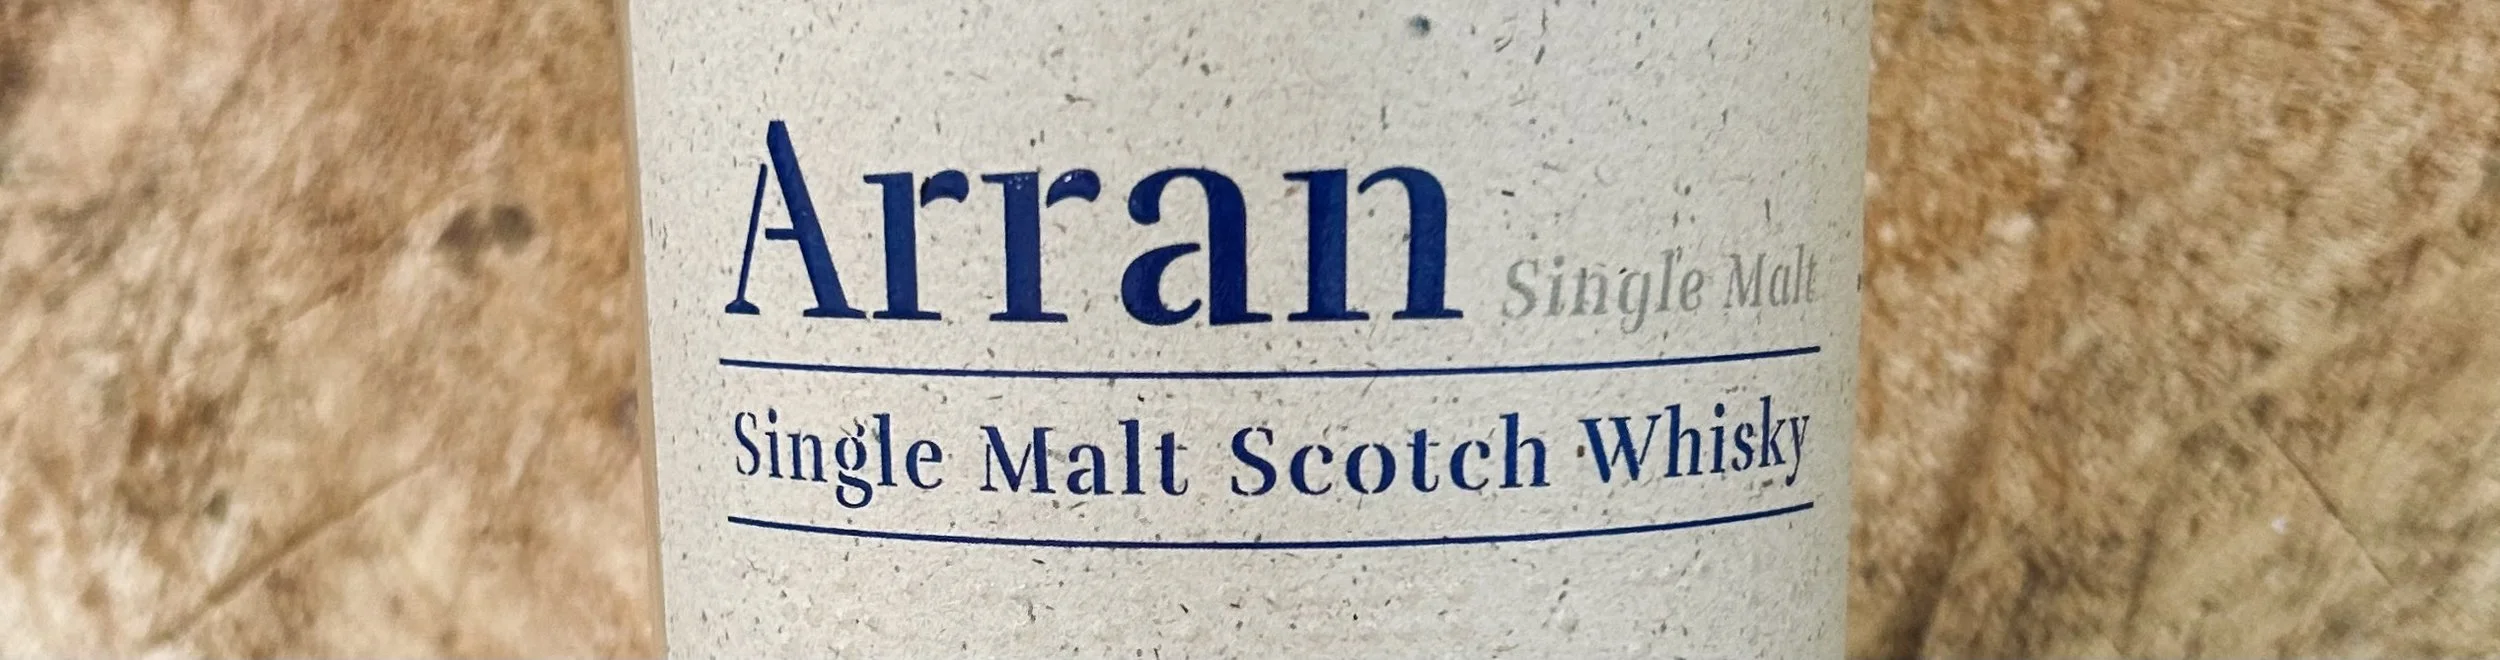 Arran Single Malt
Single Malt Scotch Whisky